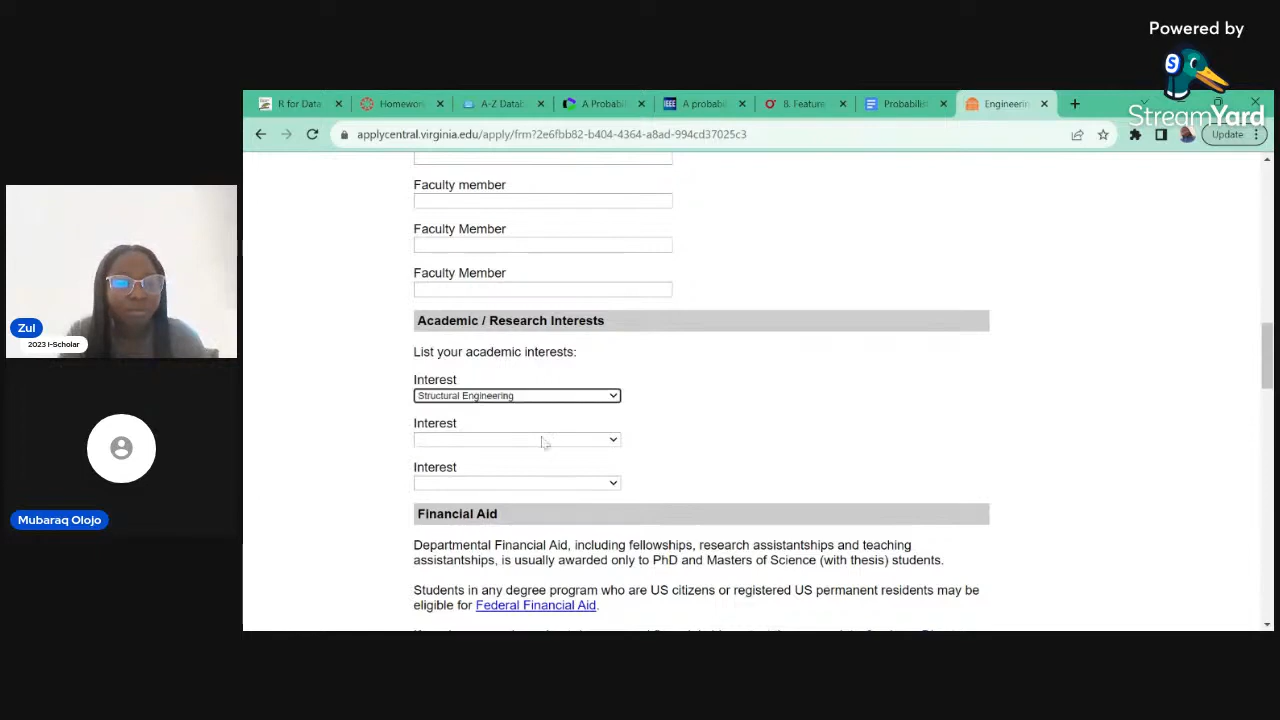 Powered by
StreamYard
R for Data
Homework
A-Z Datab
A Probabi
A probab
8. Feature
Probabilis
Engineerin
applycentral.virginia.edu/apply/frm?2e6fbb82-b404-4364-a8ad-994cd37025c3
Update
Faculty member
Faculty Member
Faculty Member
Academic / Research Interests
List your academic interests:
Interest
Structural Engineering
Interest
Interest
Financial Aid
Departmental Financial Aid, including fellowships, research assistantships and teaching
assistantships, is usually awarded only to PhD and Masters of Science (with thesis) students.
Students in any degree program who are US citizens or registered US permanent residents may be
eligible for Federal Financial Aid.
Zul
2023 I-Scholar
Mubaraq Olojo